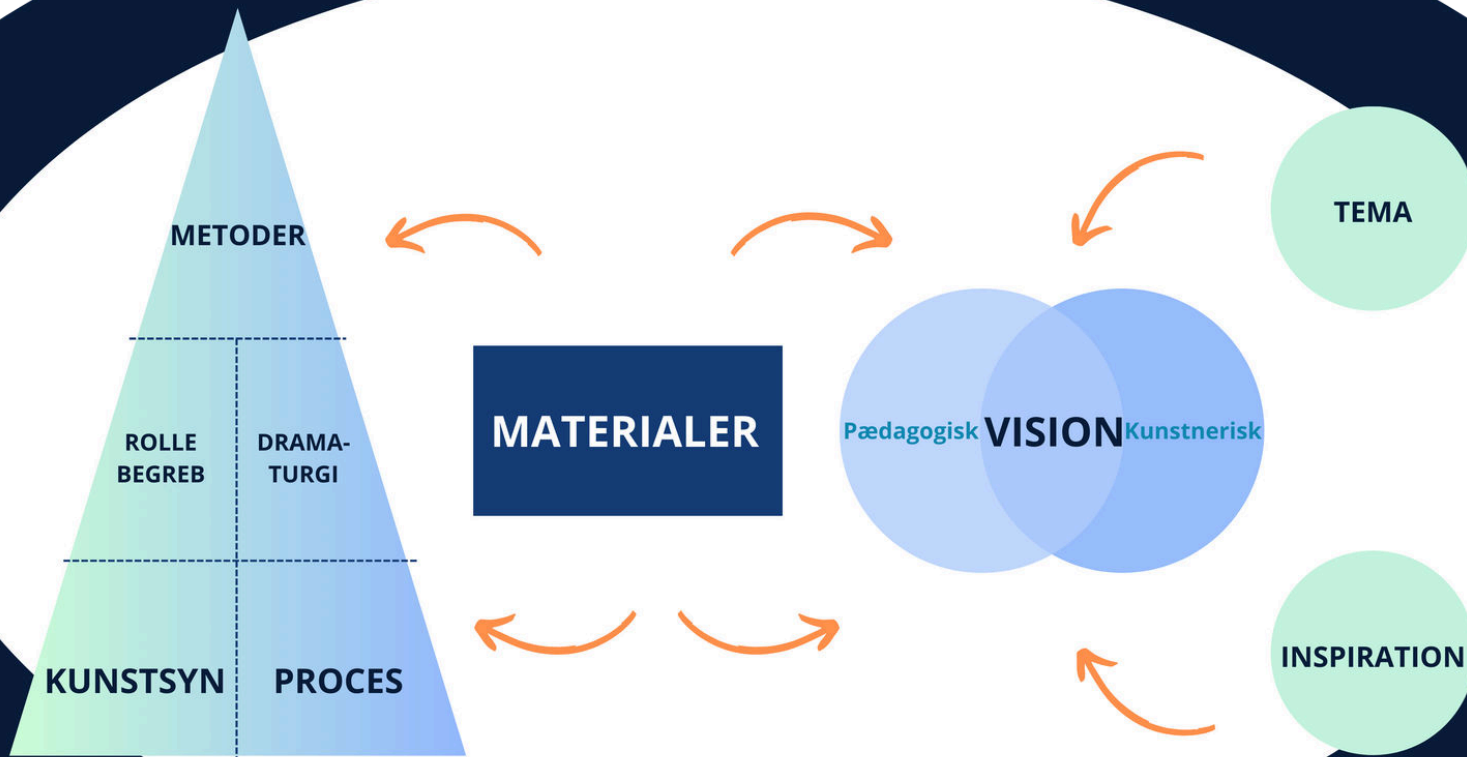 METODER
ROLLE
BEGREB
DRAMA-
TURGI
KUNSTSYN
PROCES
MATERIALER
Pædagogisk
VISION
Kunstnerisk
TEMA
INSPIRATION